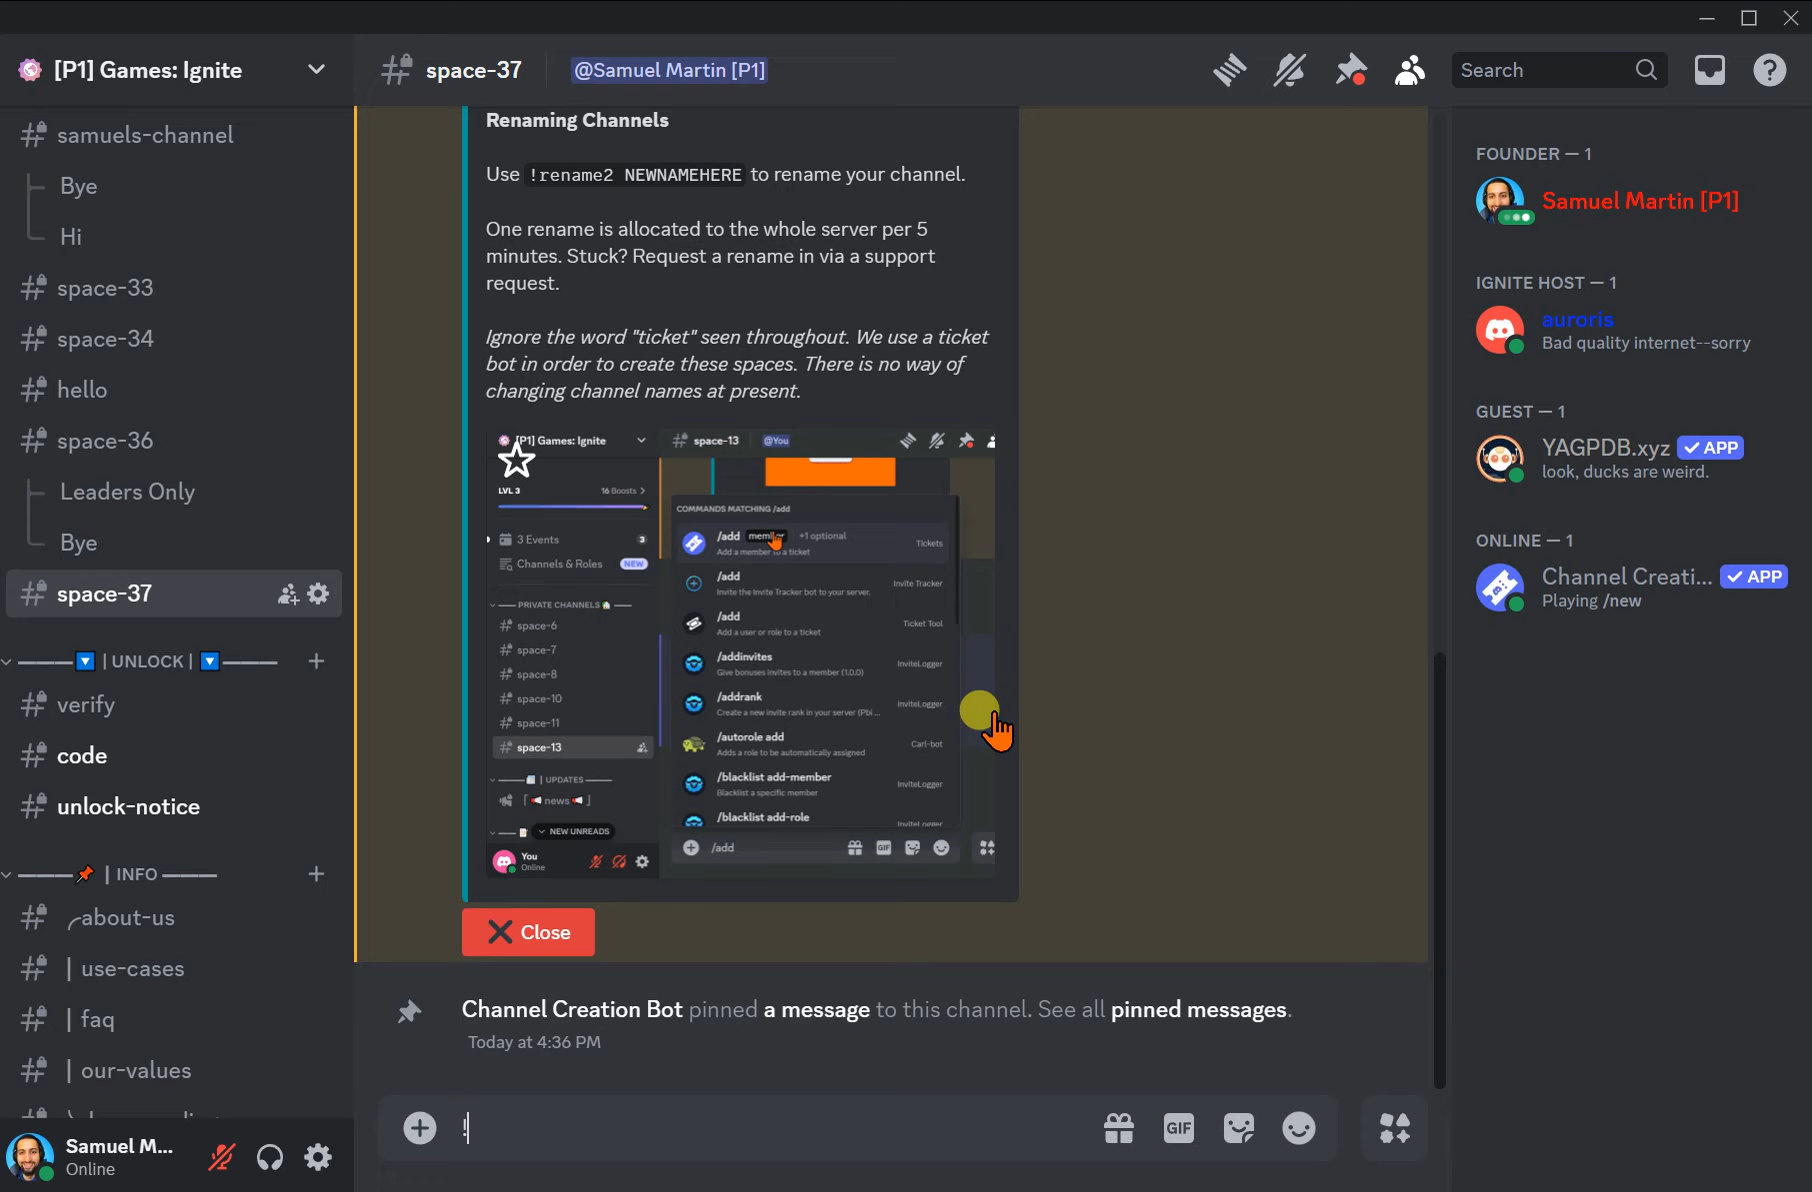 [P1] Games: Ignite
samuels-channel
Bye
Hi
space-33
space-34
hello
space-36
Leaders Only
Bye
space-37
| UNLOCK |
verify
code
unlock-notice
| INFO
╭about-us
| use-cases
| faq
| our-values
Samuel M...
Online
space-37
@Samuel Martin [P1]
Search
Renaming Channels
Use !rename2 NEWNAMEHERE to rename your channel.
One rename is allocated to the whole server per 5
minutes. Stuck? Request a rename in via a support
request.
Ignore the word "ticket" seen throughout. We use a ticket
bot in order to create these spaces. There is no way of
changing channel names at present.
[P1] Games: Ignite
LVL 3
16 Boosts >
3 Events
3
Channels & Roles
NEW
PRIVATE CHANNELS
space-6
space-7
space-8
space-10
space-11
space-13
| UPDATES
news
NEW UNREADS
You
Online
space-13
@You
COMMANDS MATCHING /add
/add
+1 optional
Tickets
/add
Invite the Invite Tracker bot to your server.
Invite Tracker
/add
Add a user or role to a ticket
Ticket Tool
/addinvites
Give bonuses invites to a member (1.0.0)
InviteLogger
/addrank
Create a new invite rank in your server (Pbi ...
InviteLogger
/autorole add
Adds a role to be automatically assigned
Carl-bot
/blacklist add-member
Blacklist a specific member
InviteLogger
/blacklist add-role
/add
GIF
Close
Channel Creation Bot pinned a message to this channel. See all pinned messages.
Today at 4:36 PM
!
GIF
FOUNDER — 1
Samuel Martin [P1]
IGNITE HOST — 1
auroris
Bad quality internet--sorry
GUEST — 1
YAGPDB.xyz ✓ APP
look, ducks are weird.
ONLINE — 1
Channel Creati... ✓ APP
Playing /new